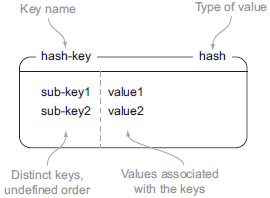 Key name
Type of value
hash-key
hash
sub-key1 value1
sub-key2 value2
Distinct keys,
undefined order
Values associated
with the keys